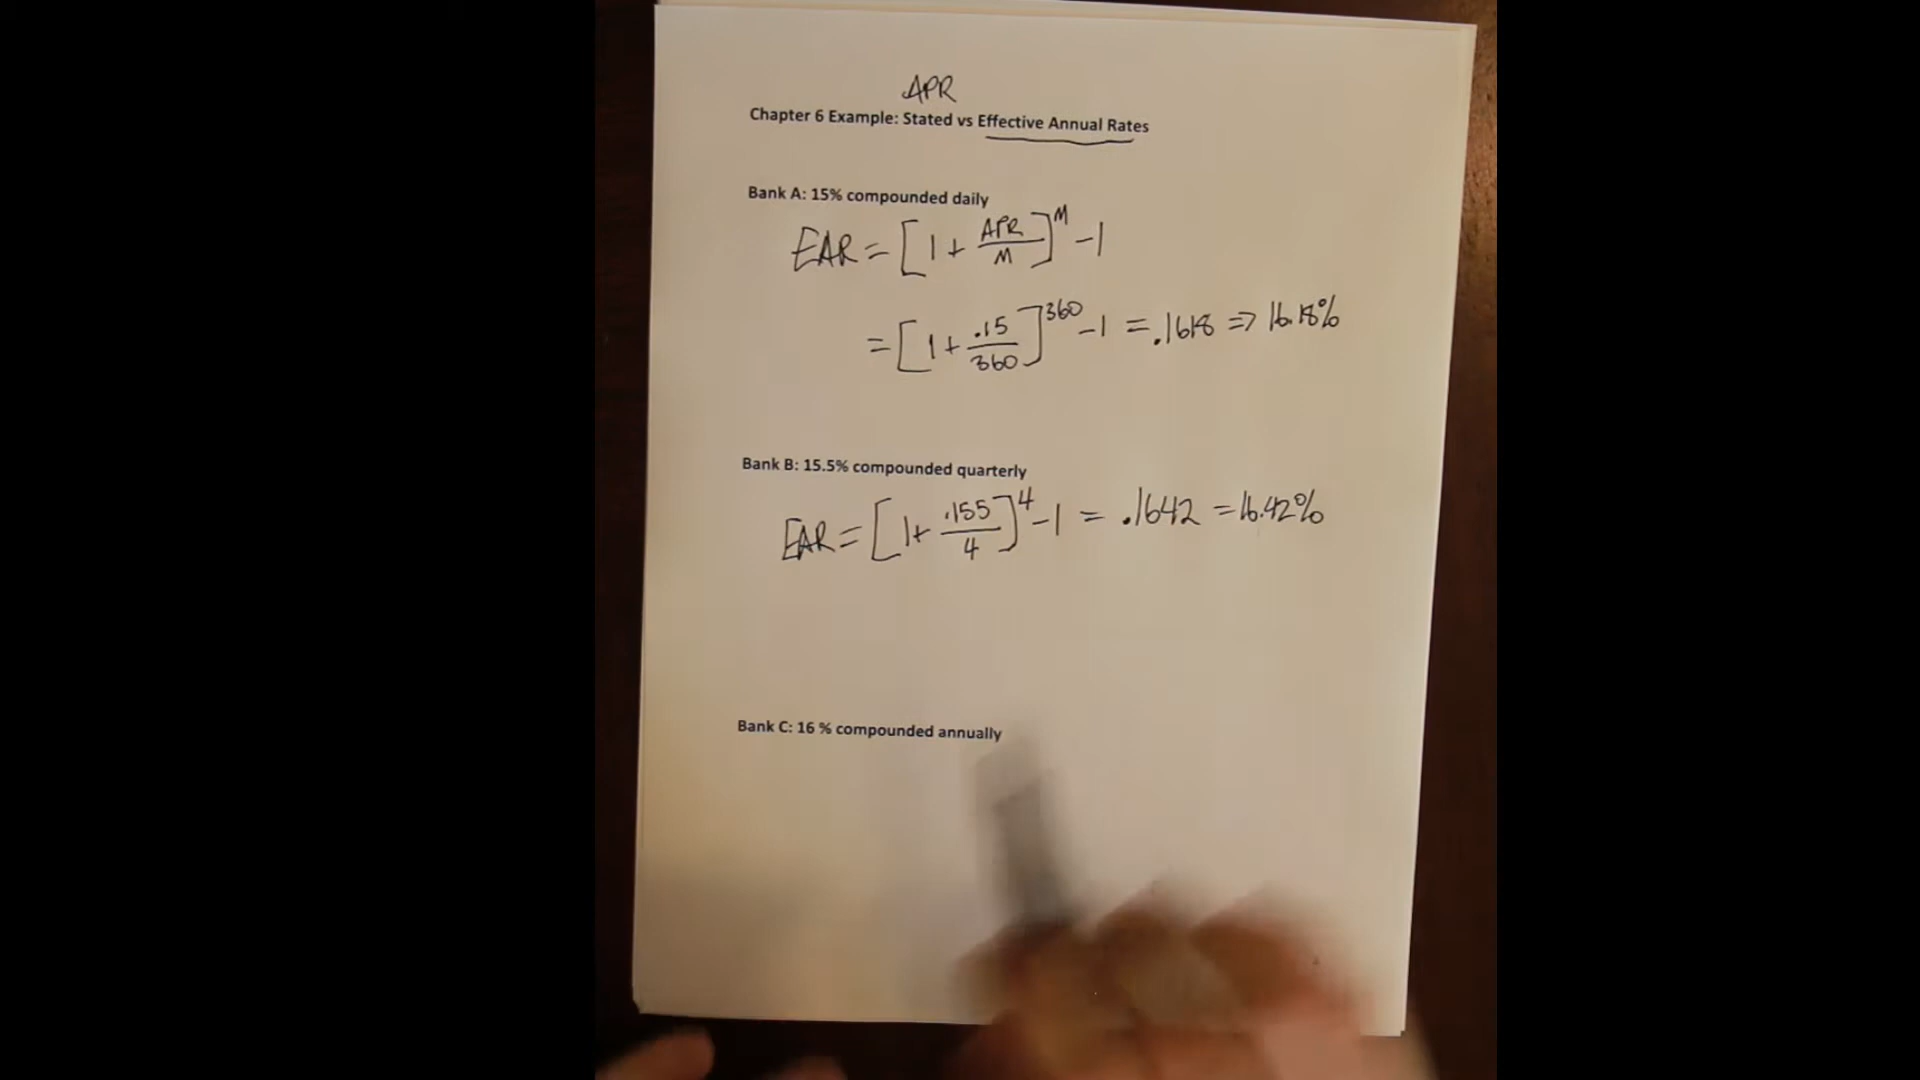 APR
Chapter 6 Example: Stated vs Effective Annual Rates
Bank A: 15% compounded daily
EAR = [1 + APR/M]^M - 1
= [1 + .15/360]^360 - 1 = .1618 ⇒ 16.18%
Bank B: 15.5% compounded quarterly
EAR = [1+ .155/4]^4 - 1 = .1642 = 16.42%
Bank C: 16 % compounded annually